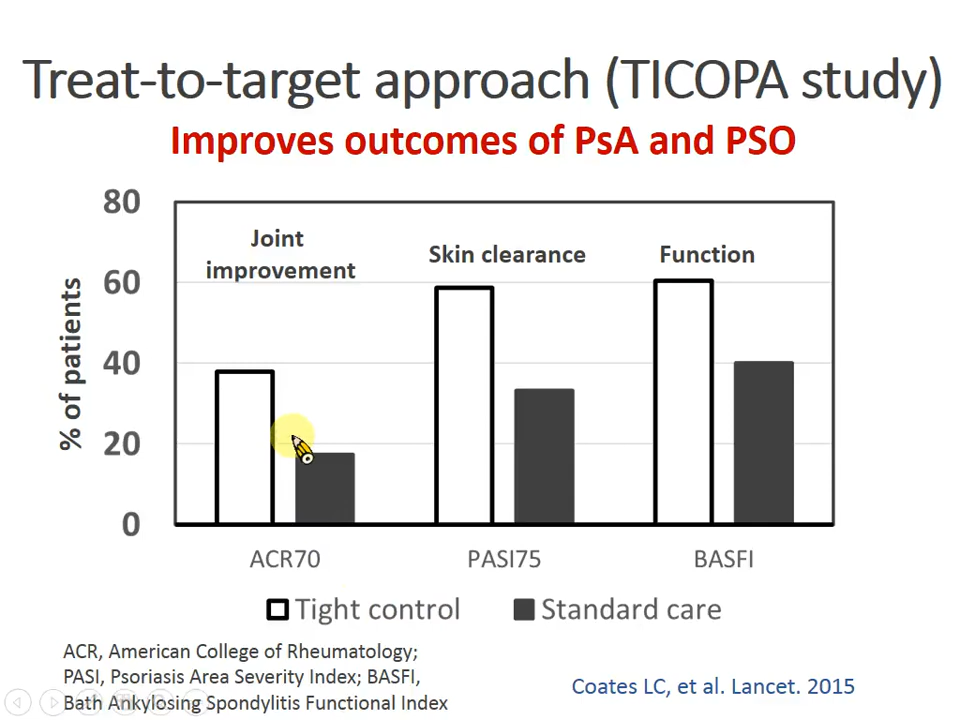 Treat-to-target approach (TICOPA study)
Improves outcomes of PsA and PSO
80
60
40
20
0
% of patients
Joint
improvement
Skin clearance
Function
ACR70
PASI75
BASFI
Tight control
Standard care
ACR, American College of Rheumatology;
PASI, Psoriasis Area Severity Index; BASFI,
Bath Ankylosing Spondylitis Functional Index
Coates LC, et al. Lancet. 2015